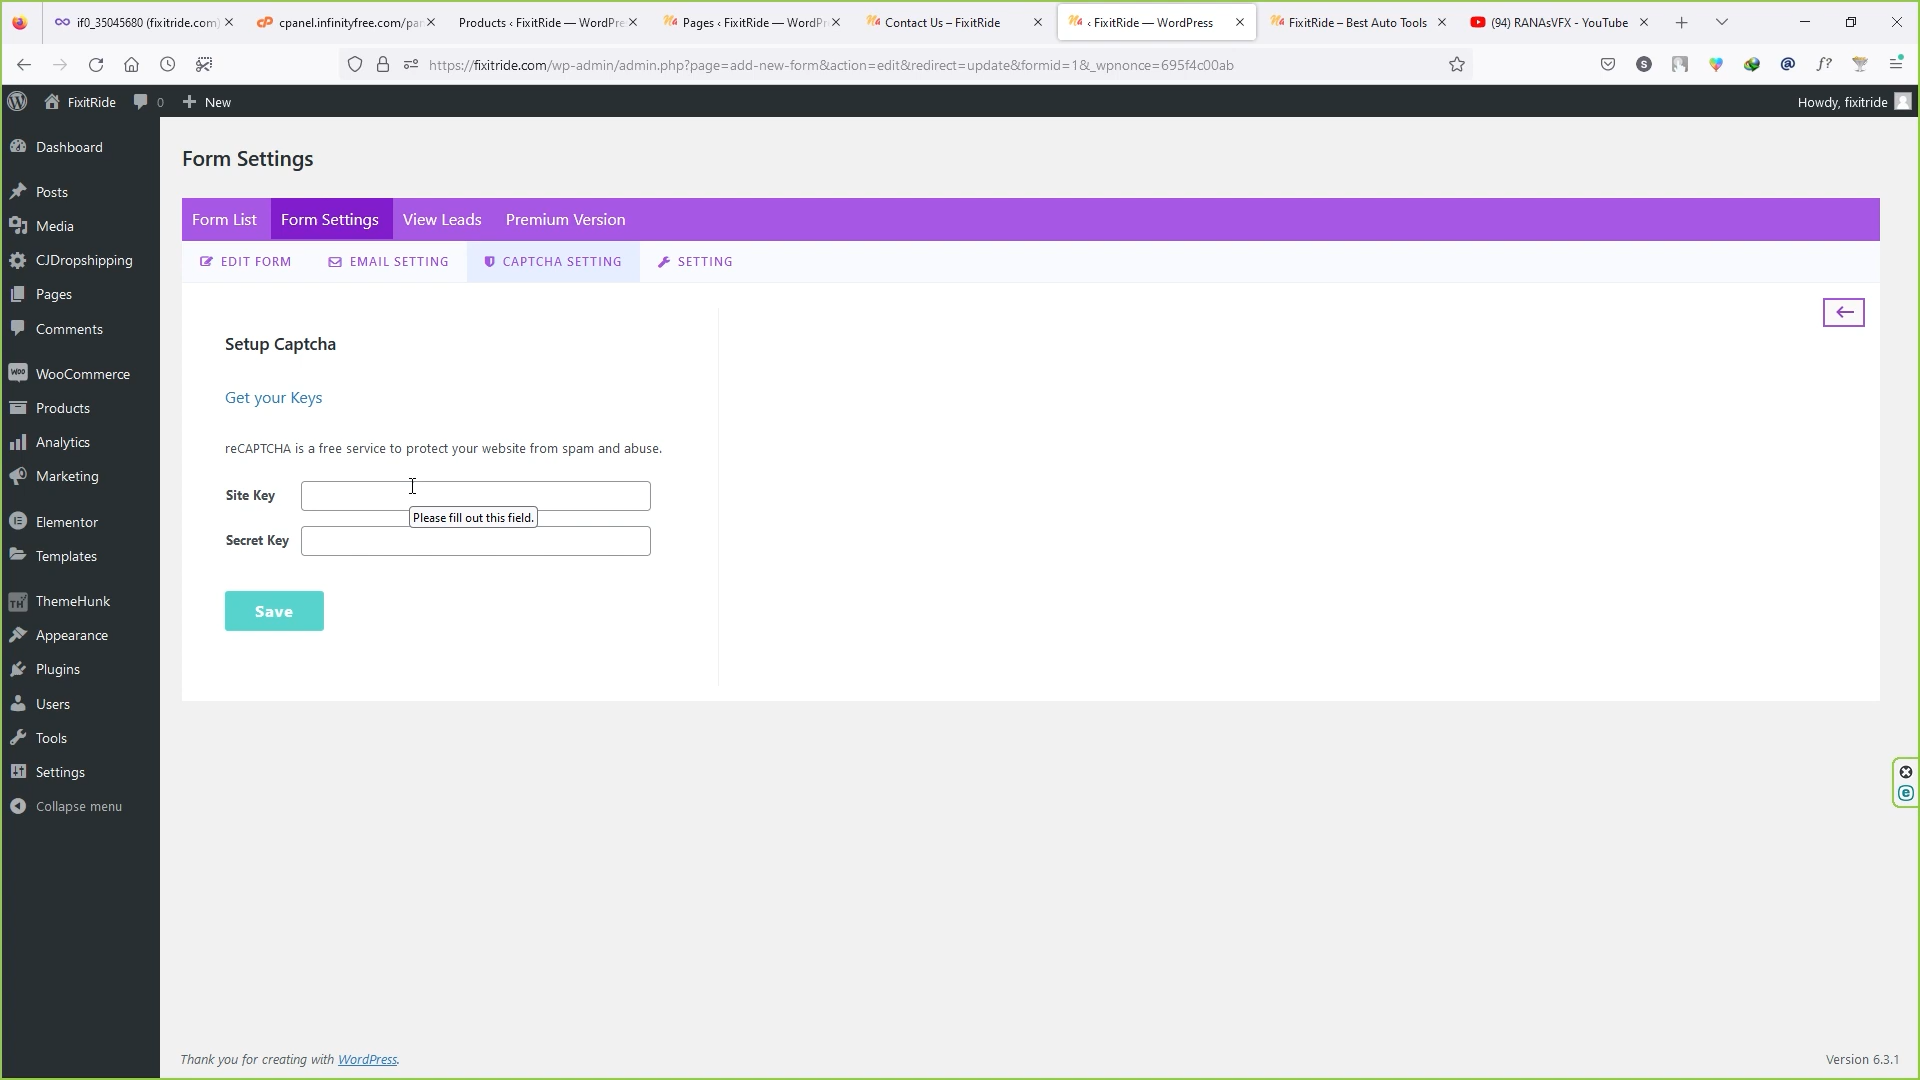 if0_35045680 (fixitride.com)
cpanel.infinityfree.com/pan
Products ‹ FixitRide — WordPre
Pages ‹ FixitRide — WordPr
Contact Us – FixitRide
‹ FixitRide — WordPress
FixitRide – Best Auto Tools
(94) RANAsVFX - YouTube
https://fixitride.com/wp-admin/admin.php?page=add-new-form&action=edit&redirect=update&formid=1&_wpnonce=695f4c00ab
FixitRide
0
New
Howdy, fixitride
Dashboard
Posts
Media
CJDropshipping
Pages
Comments
WooCommerce
Products
Analytics
Marketing
Elementor
Templates
ThemeHunk
Appearance
Plugins
Users
Tools
Settings
Collapse menu
Form Settings
Form List
Form Settings
View Leads
Premium Version
EDIT FORM
EMAIL SETTING
CAPTCHA SETTING
SETTING
Setup Captcha
Get your Keys
reCAPTCHA is a free service to protect your website from spam and abuse.
Site Key
Please fill out this field.
Secret Key
Save
Thank you for creating with WordPress.
Version 6.3.1